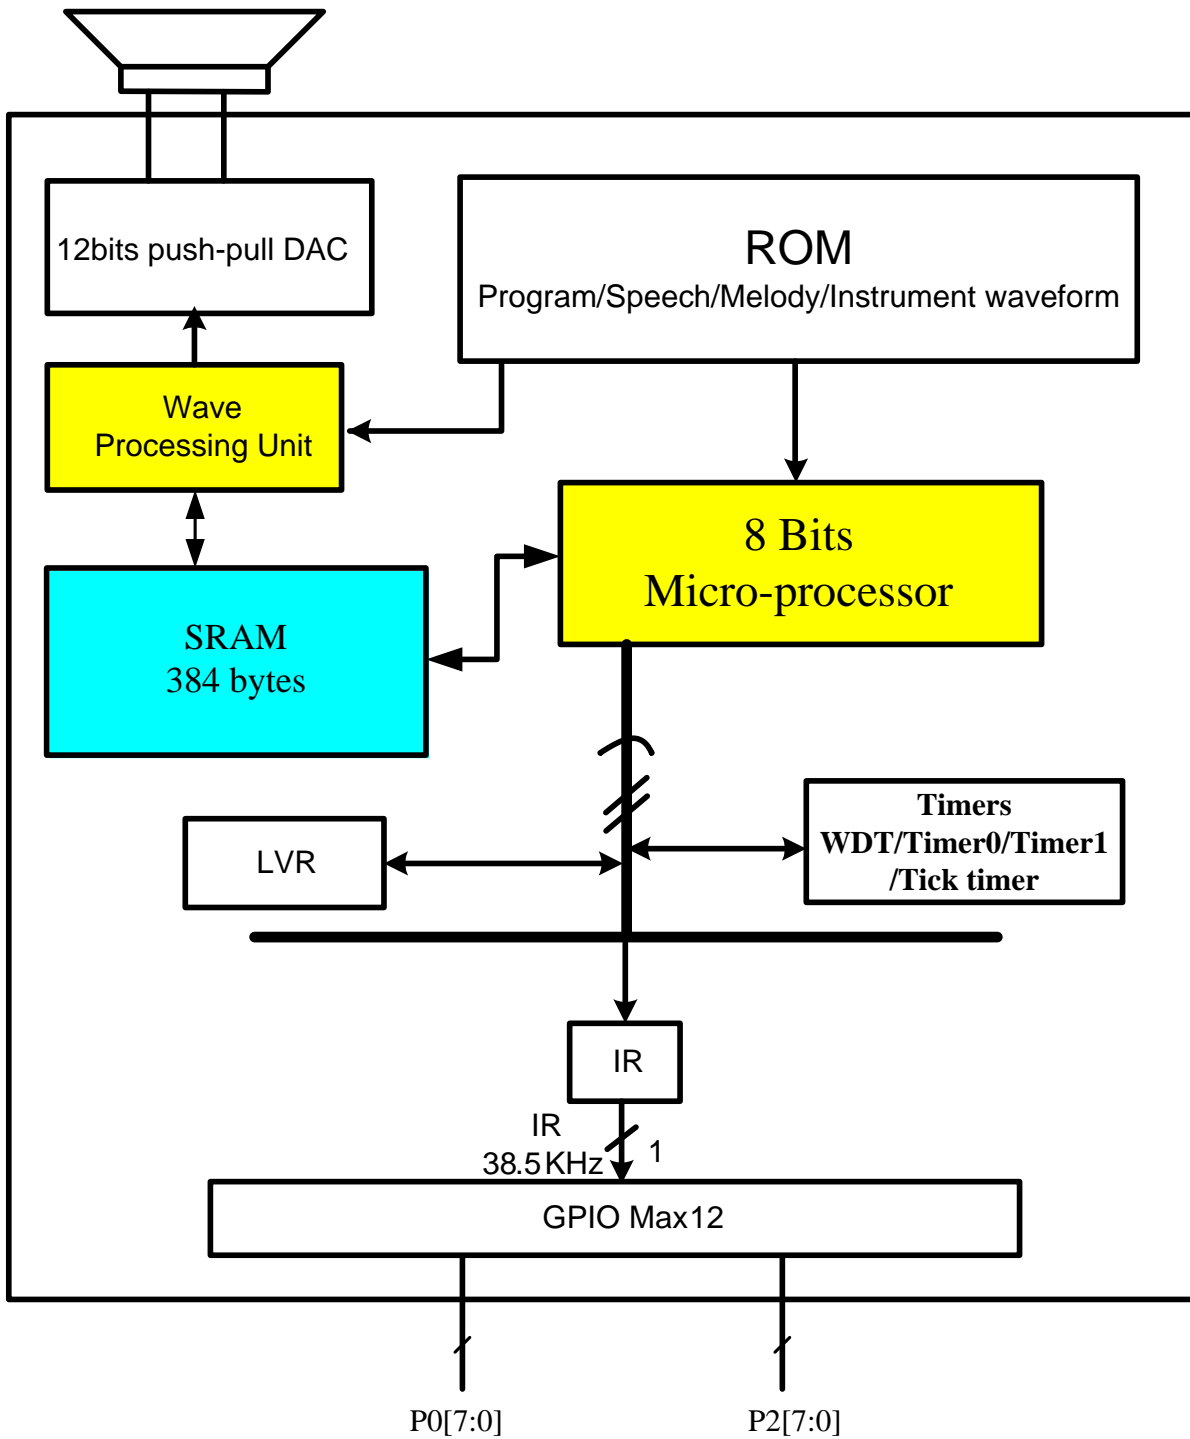 12bits push-pull DAC
ROM
Program/Speech/Melody/Instrument waveform
Wave
Processing Unit
8 Bits
Micro-processor
SRAM
384 bytes
Timers
WDT/Timer0/Timer1
/Tick timer
LVR
IR
IR
38.5KHz
1
GPIO Max12
P0[7:0]
P2[7:0]